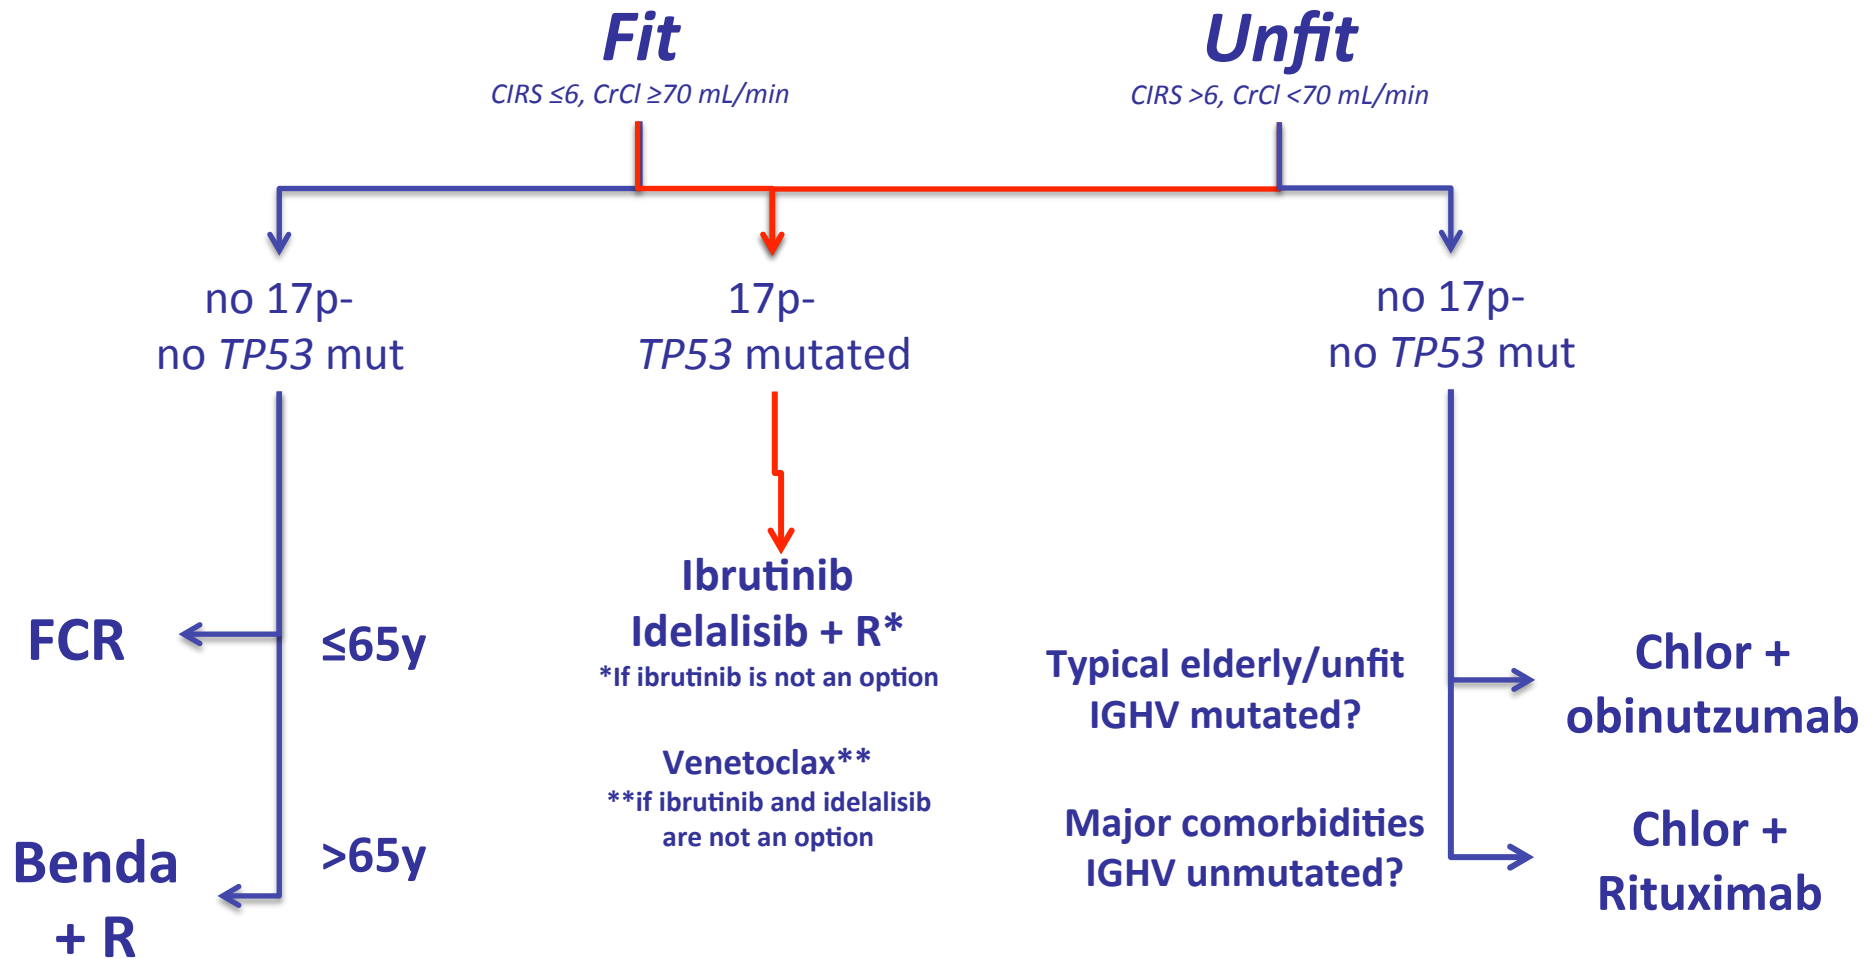 Fit
CIRS ≤6, CrCl ≥70 mL/min
Unfit
CIRS >6, CrCl <70 mL/min
no 17p-
no TP53 mut
17p-
TP53 mutated
no 17p-
no TP53 mut
FCR
≤65y
Benda
+ R
>65y
Ibrutinib
Idelalisib + R*
*If ibrutinib is not an option
Venetoclax**
**if ibrutinib and idelalisib
are not an option
Typical elderly/unfit
IGHV mutated?
Chlor +
obinutzumab
Major comorbidities
IGHV unmutated?
Chlor +
Rituximab